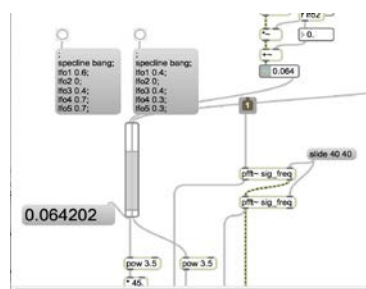 lfo2
*~
0.
+~
0.064
;
specline bang;
lfo1 0.6;
lfo2 0;
lfo3 0.4;
lfo4 0.7;
lfo5 0.7;
;
specline bang;
lfo1 0.4;
lfo2 0;
lfo3 0.4;
lfo4 0.3;
lfo5 0.3;
1
slide 40 40
pfft~ sig_freq
pfft~ sig_freq
0.064202
pow 3.5
pow 3.5
* 45.